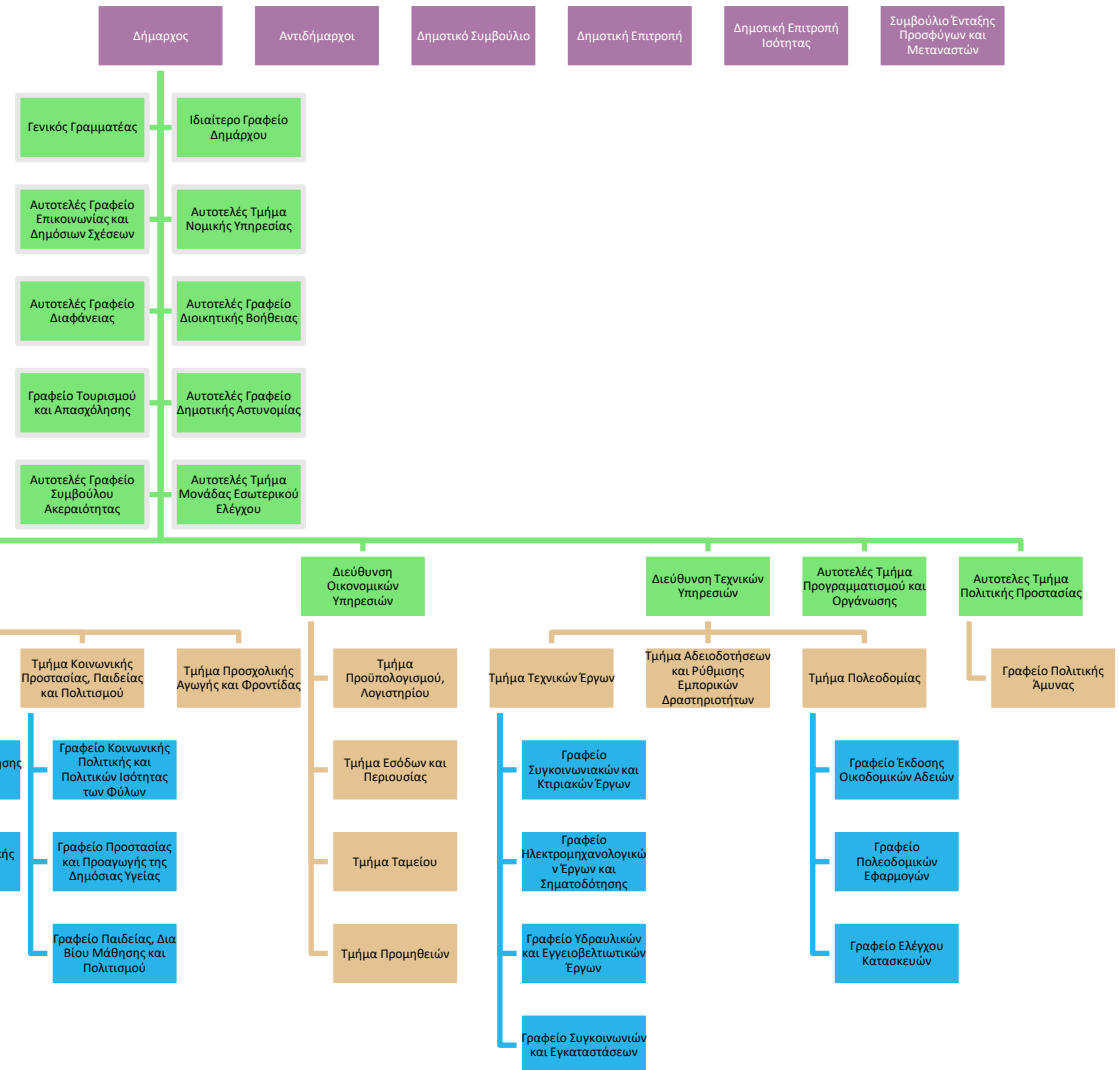 Δήμαρχος
Αντιδήμαρχοι
Δημοτικό Συμβούλιο
Δημοτική Επιτροπή
Δημοτική Επιτροπή
Ισότητας
Συμβούλιο Ένταξης
Προσφύγων και
Μεταναστών
Γενικός Γραμματέας
Ιδιαίτερο Γραφείο
Δημάρχου
Αυτοτελές Γραφείο
Επικοινωνίας και
Δημόσιων Σχέσεων
Αυτοτελές Τμήμα
Νομικής Υπηρεσίας
Αυτοτελές Γραφείο
Διαφάνειας
Αυτοτελές Γραφείο
Διοικητικής Βοήθειας
Γραφείο Τουρισμού
και Απασχόλησης
Αυτοτελές Γραφείο
Δημοτικής Αστυνομίας
Αυτοτελές Γραφείο
Συμβούλου
Ακεραιότητας
Αυτοτελές Τμήμα
Μονάδας Εσωτερικού
Ελέγχου
Διεύθυνση
Οικονομικών
Υπηρεσιών
Διεύθυνση Τεχνικών
Υπηρεσιών
Αυτοτελές Τμήμα
Προγραμματισμού και
Οργάνωσης
Αυτοτελες Τμήμα
Πολιτικής Προστασίας
Τμήμα Κοινωνικής
Προστασίας, Παιδείας
και Πολιτισμού
Τμήμα Προσχολικής
Αγωγής και Φροντίδας
Τμήμα
Προϋπολογισμού,
Λογιστηρίου
Τμήμα Τεχνικών Έργων
Τμήμα Αδειοδοτήσεων
και Ρύθμισης
Εμπορικών
Δραστηριοτήτων
Τμήμα Πολεοδομίας
Γραφείο Πολιτικής
Άμυνας
ησης
Γραφείο Κοινωνικής
Πολιτικής και
Πολιτικών Ισότητας
των Φύλων
Τμήμα Εσόδων και
Περιουσίας
Γραφείο
Συγκοινωνιακών και
Κτιριακών Έργων
Γραφείο Έκδοσης
Οικοδομικών Αδειών
κής
Γραφείο Προστασίας
και Προαγωγής της
Δημόσιας Υγείας
Τμήμα Ταμείου
Γραφείο
Ηλεκτρομηχανολογικώ
ν Έργων και
Σηματοδότησης
Γραφείο
Πολεοδομικών
Εφαρμογών
Γραφείο Παιδείας, Δια
Βίου Μάθησης και
Πολιτισμού
Τμήμα Προμηθειών
Γραφείο Υδραυλικών
και Εγγειοβελτιωτικών
Έργων
Γραφείο Ελέγχου
Κατασκευών
Γραφείο Συγκοινωνιών
και Εγκαταστάσεων